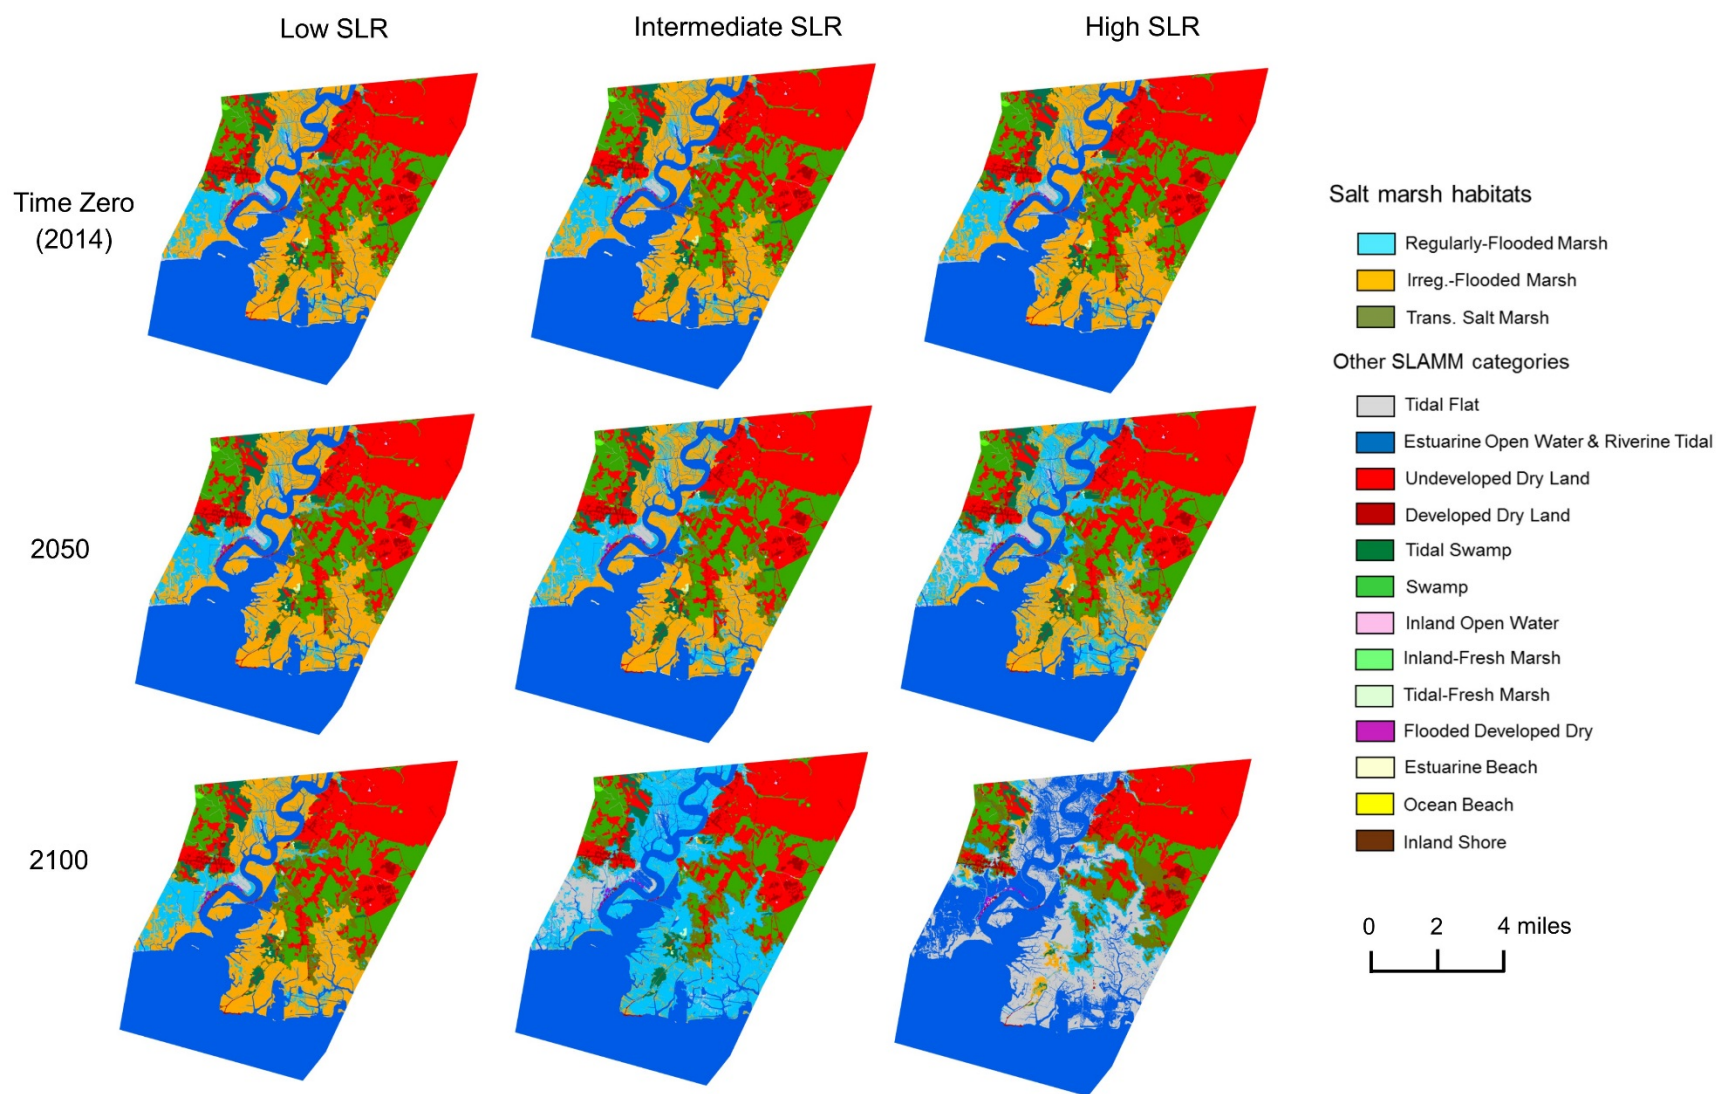 Low SLR
Intermediate SLR
High SLR
Time Zero
(2014)
2050
2100
Salt marsh habitats
Regularly-Flooded Marsh
Irreg.-Flooded Marsh
Trans. Salt Marsh
Other SLAMM categories
Tidal Flat
Estuarine Open Water & Riverine Tidal
Undeveloped Dry Land
Developed Dry Land
Tidal Swamp
Swamp
Inland Open Water
Inland-Fresh Marsh
Tidal-Fresh Marsh
Flooded Developed Dry
Estuarine Beach
Ocean Beach
Inland Shore
0 2 4 miles